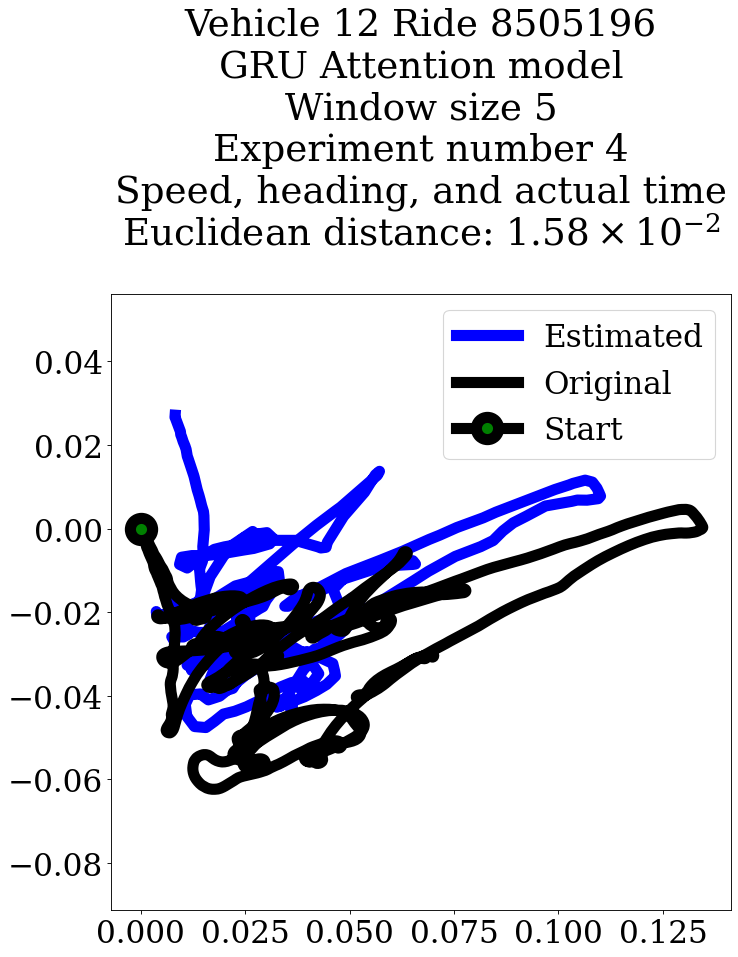 Vehicle 12 Ride 8505196
GRU Attention model
Window size 5
Experiment number 4
Speed, heading, and actual time
Euclidean distance: 1.58 × 10⁻²
Estimated
Original
Start
0.04
0.02
0.00
−0.02
−0.04
−0.06
−0.08
0.000 0.025 0.050 0.075 0.100 0.125